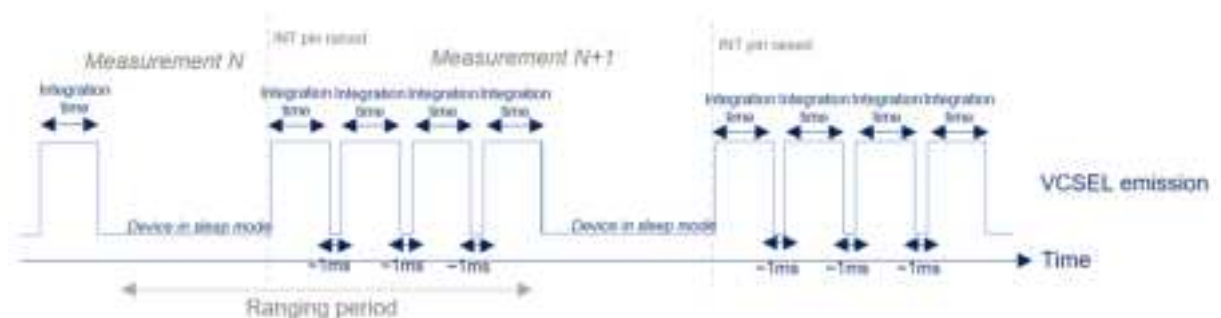 INT pin raised
Measurement N
Measurement N+1
INT pin raised
Integration
time
Integration Integration Integration Integration
time time time time
Integration Integration Integration Integration
time time time time
VCSEL emission
Device in sleep mode
Device in sleep mode
~1ms ~1ms ~1ms
~1ms ~1ms ~1ms
Time
Ranging period